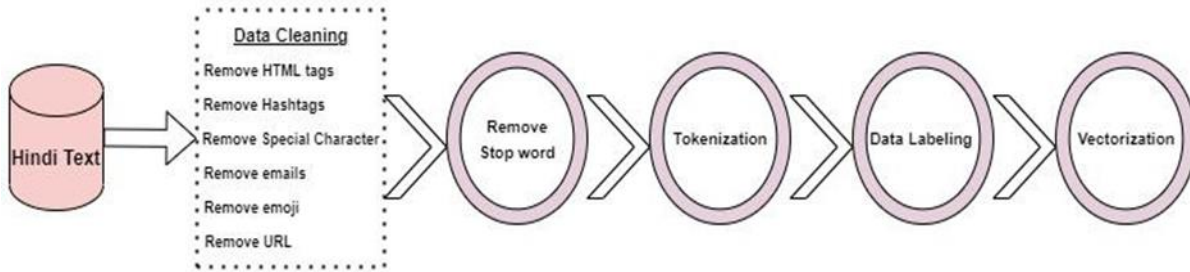 Hindi Text
Data Cleaning
Remove HTML tags
Remove Hashtags
Remove Special Character
Remove emails
Remove emoji
Remove URL
Remove
Stop word
Tokenization
Data Labeling
Vectorization